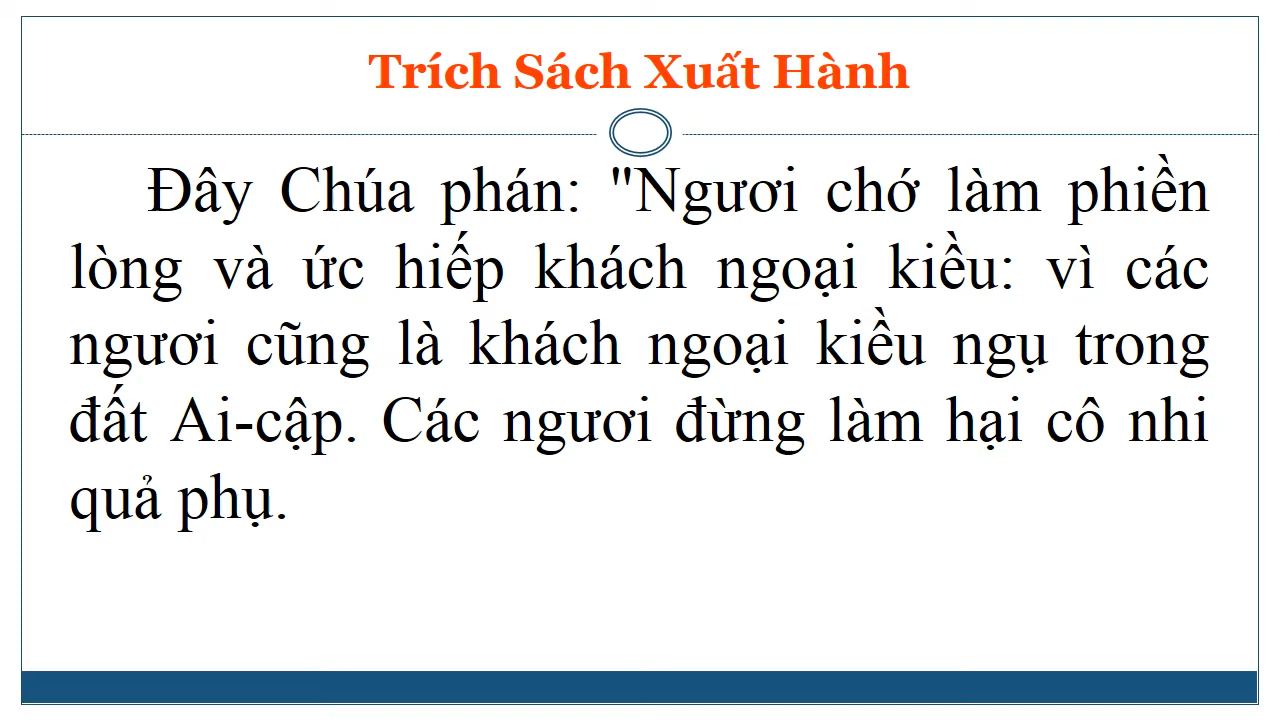 Trích Sách Xuất Hành
Đây Chúa phán: "Ngươi chớ làm phiền
lòng và ức hiếp khách ngoại kiều: vì các
ngươi cũng là khách ngoại kiều ngụ trong
đất Ai-cập. Các ngươi đừng làm hại cô nhi
quả phụ.